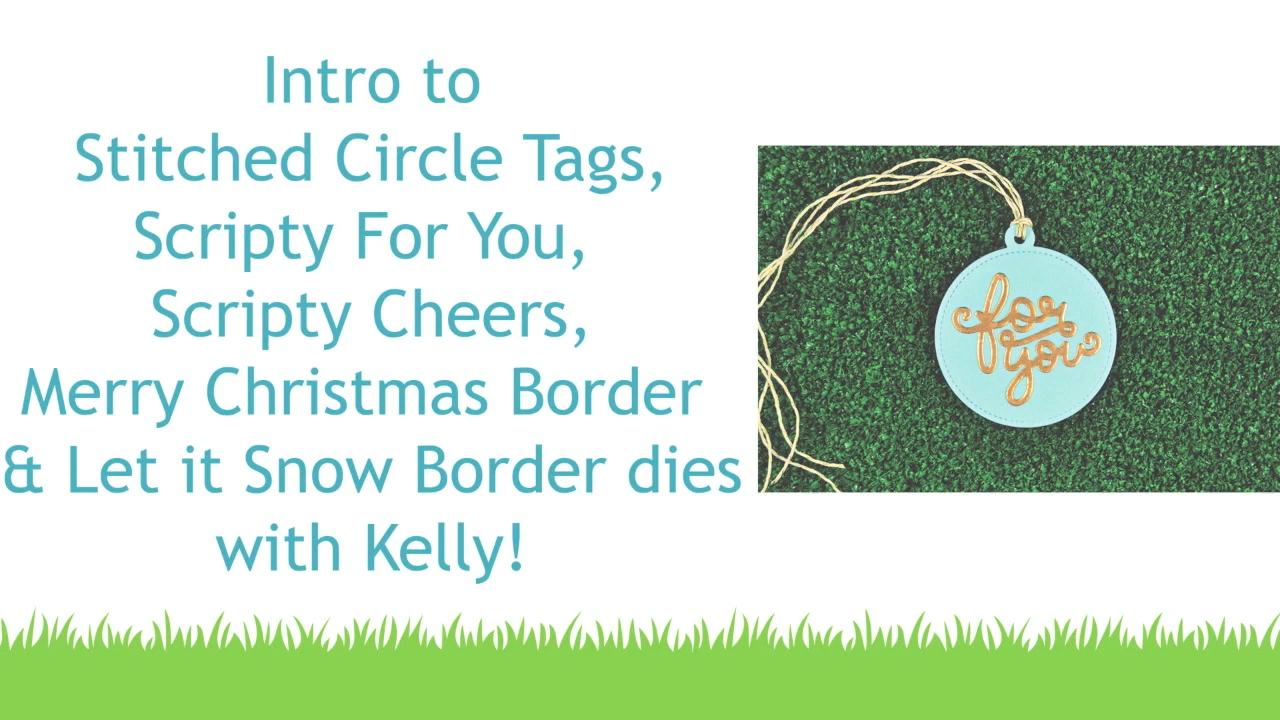 Intro to
Stitched Circle Tags,
Scripty For You,
Scripty Cheers,
Merry Christmas Border
& Let it Snow Border dies
with Kelly!
for
you